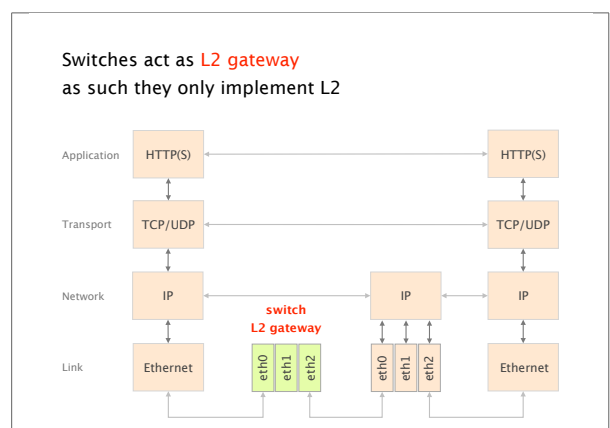 Switches act as L2 gateway
as such they only implement L2
Application HTTP(S) HTTP(S)
Transport TCP/UDP TCP/UDP
Network IP IP IP
switch
L2 gateway
Link Ethernet eth0 eth1 eth2 eth0 eth1 eth2 Ethernet